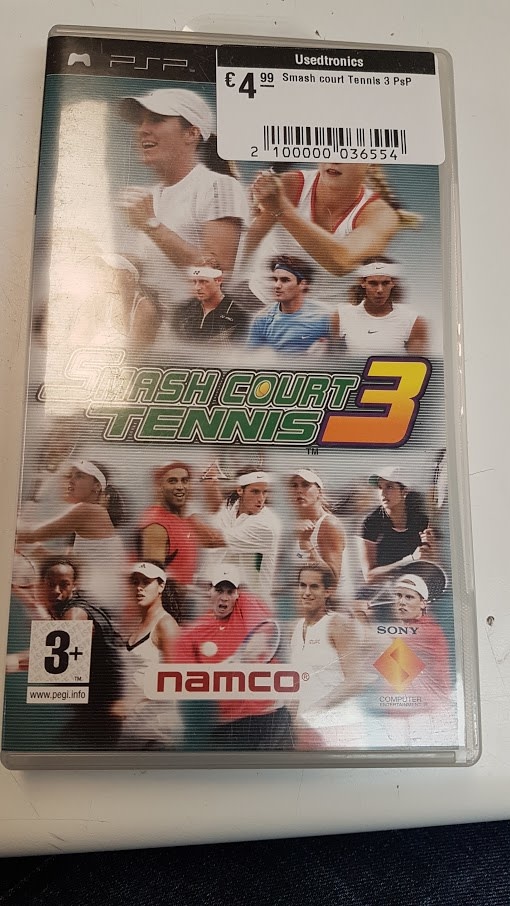 PSP
Usedtronics
€4 99 Smash court Tennis 3 PsP
2 100000 036554
SMASH COURT
TENNIS 3
TM
3+
TM
www.pegi.info
namco®
SONY
COMPUTER
ENTERTAINMENT